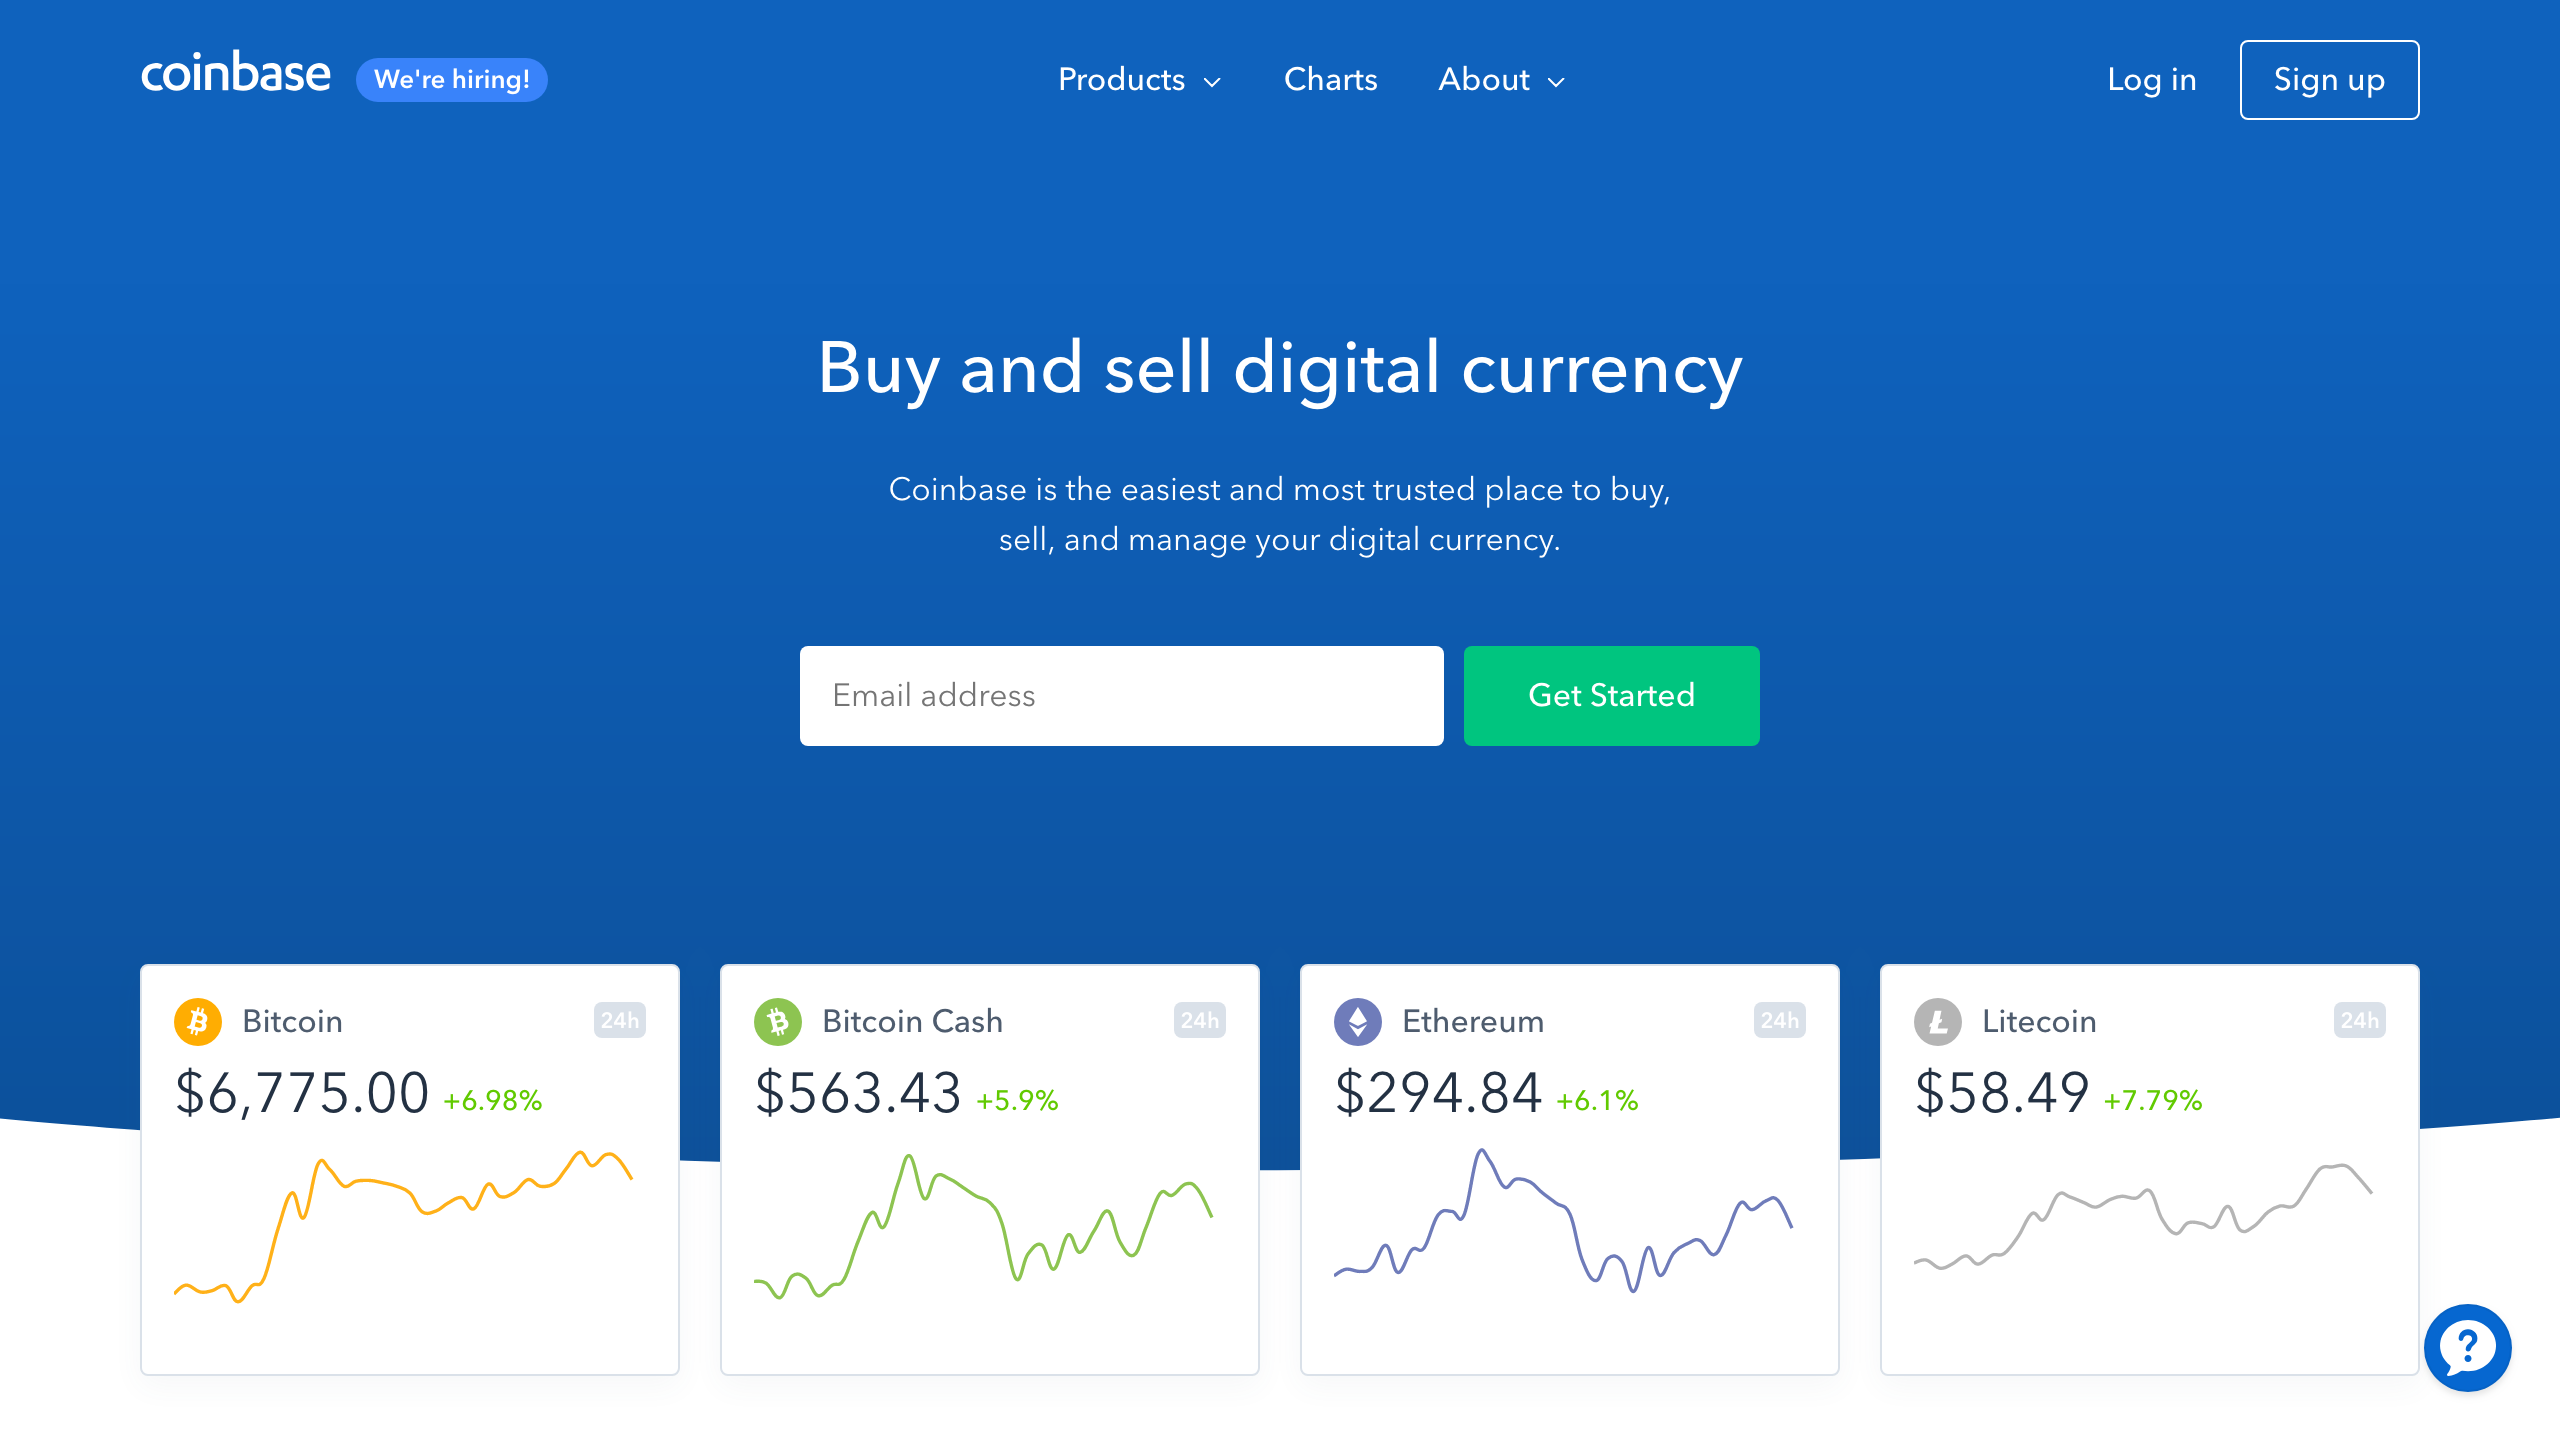 coinbase
We're hiring!
Products
Charts
About
Log in
Sign up
Buy and sell digital currency
Coinbase is the easiest and most trusted place to buy,
sell, and manage your digital currency.
Email address
Get Started
Bitcoin
24h
$6,775.00 +6.98%
Bitcoin Cash
24h
$563.43 +5.9%
Ethereum
24h
$294.84 +6.1%
Litecoin
24h
$58.49 +7.79%
?